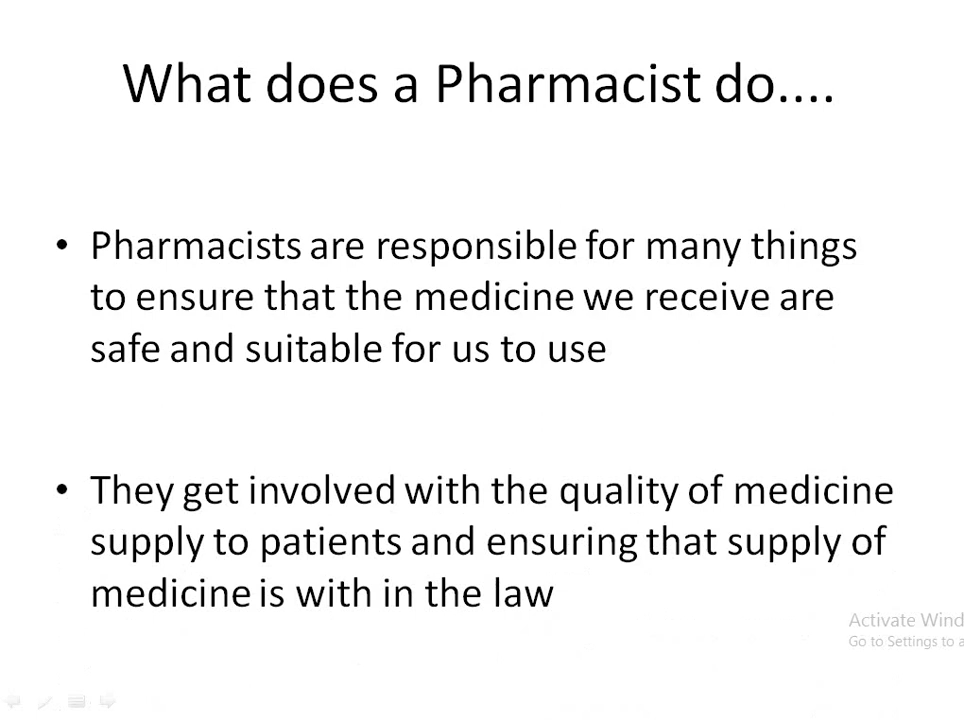 What does a Pharmacist do....
• Pharmacists are responsible for many things
to ensure that the medicine we receive are
safe and suitable for us to use
• They get involved with the quality of medicine
supply to patients and ensuring that supply of
medicine is with in the law
Activate Wind
Go to Settings to a